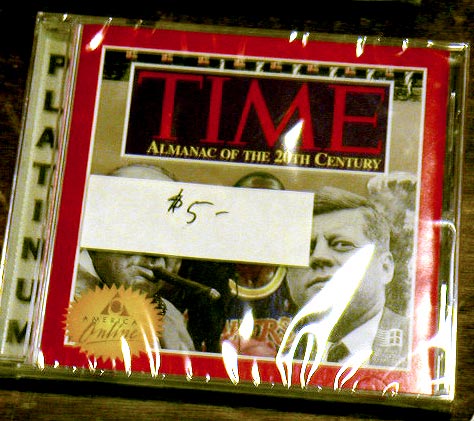 PLATINUM
TIME
ALMANAC OF THE 20TH CENTURY
$5-
AMERICA
Online